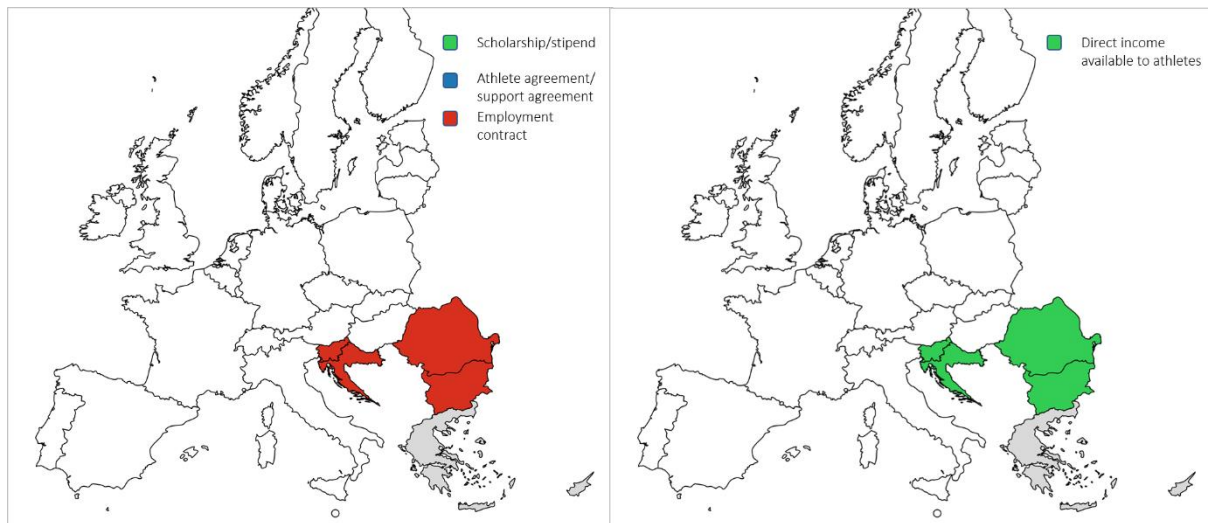 Scholarship/stipend
Athlete agreement/
support agreement
Employment
contract
Direct income
available to athletes